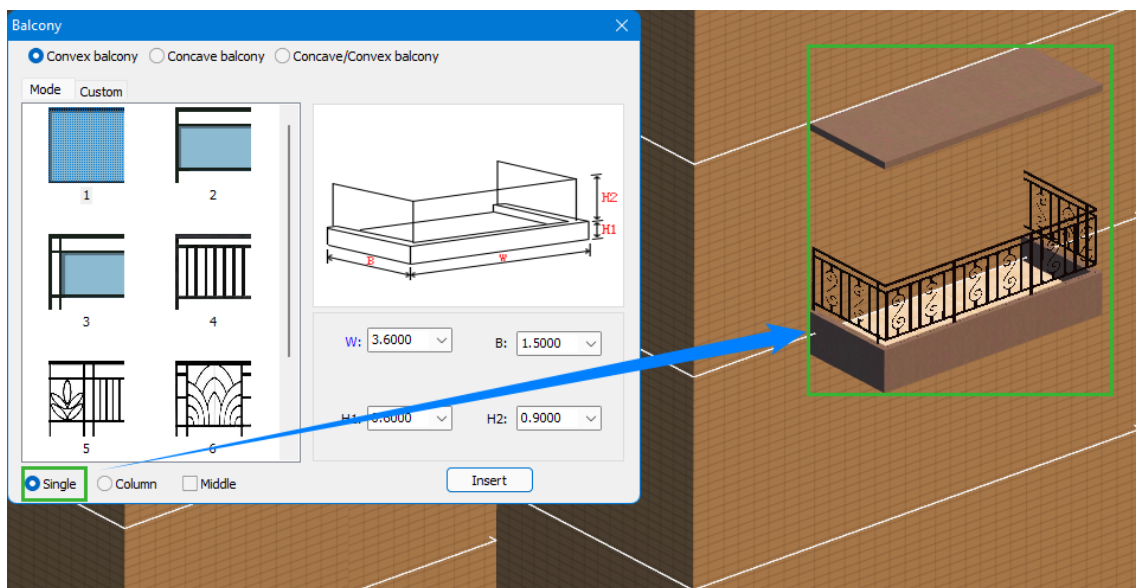 Balcony
Convex balcony Concave balcony Concave/Convex balcony
Mode Custom
1 2
H2
H1
B W
3 4
W: 3.6000 B: 1.5000
H1: 0.6000 H2: 0.9000
5 6
Single Column Middle Insert